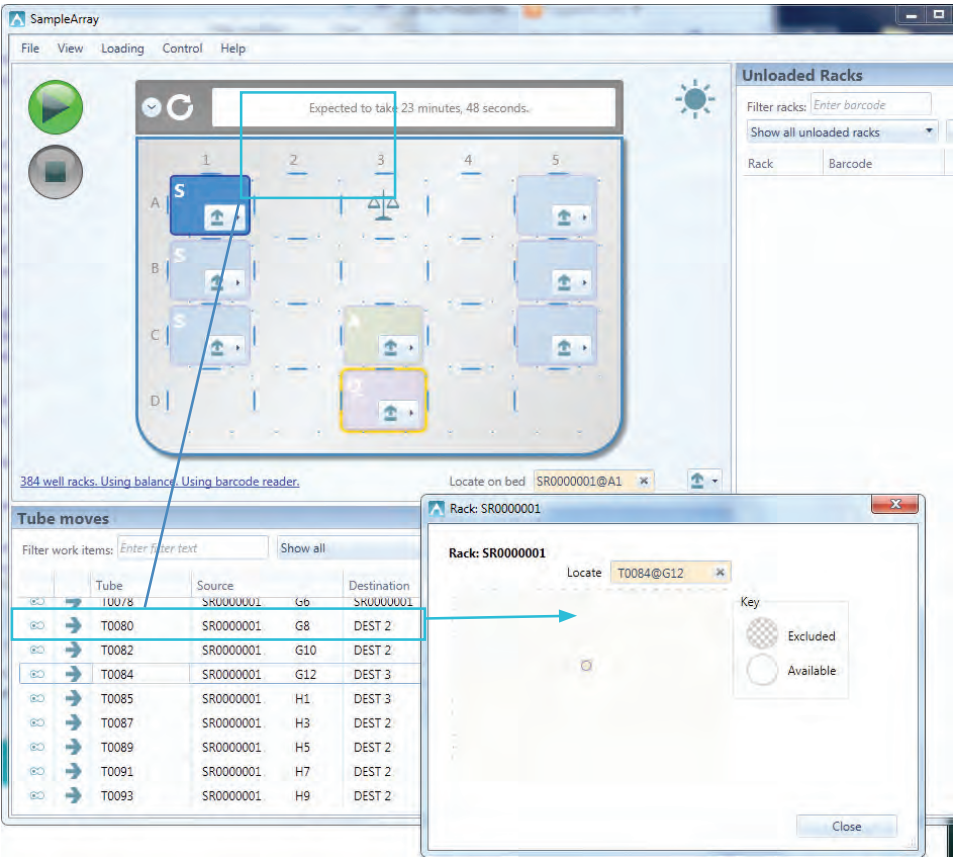 SampleArray
File View Loading Control Help
Expected to take 23 minutes, 48 seconds.
1 2 3 4 5
A S
B S
C S A
D
384 well racks. Using balance. Using barcode reader.
Locate on bed SR0000001@A1
Unloaded Racks
Filter racks: Enter barcode
Show all unloaded racks
Rack Barcode
Tube moves
Filter work items: Enter filter text Show all
Tube Source Destination
T0078 SR0000001 G6 SR0000001
T0080 SR0000001 G8 DEST 2
T0082 SR0000001 G10 DEST 2
T0084 SR0000001 G12 DEST 3
T0085 SR0000001 H1 DEST 3
T0087 SR0000001 H3 DEST 2
T0089 SR0000001 H5 DEST 2
T0091 SR0000001 H7 DEST 2
T0093 SR0000001 H9 DEST 2
Rack: SR0000001
Rack: SR0000001
Locate T0084@G12
Key
Excluded
Available
Close